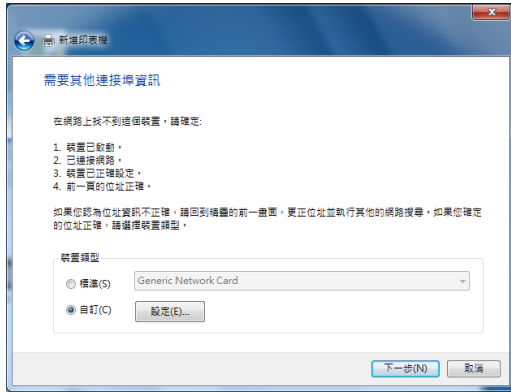 新增印表機
需要其他連接埠資訊
在網路上找不到這個裝置，請確定:
1. 裝置已啟動。
2. 已連接網路。
3. 裝置已正確設定。
4. 前一頁的位址正確。
如果您認為位址資訊不正確，請回到精靈的前一畫面，更正位址並執行其他的網路搜尋。如果您確定
的位址正確，請選擇裝置類型。
裝置類型
標準(S) Generic Network Card
自訂(C) 設定(E)...
下一步(N) 取消